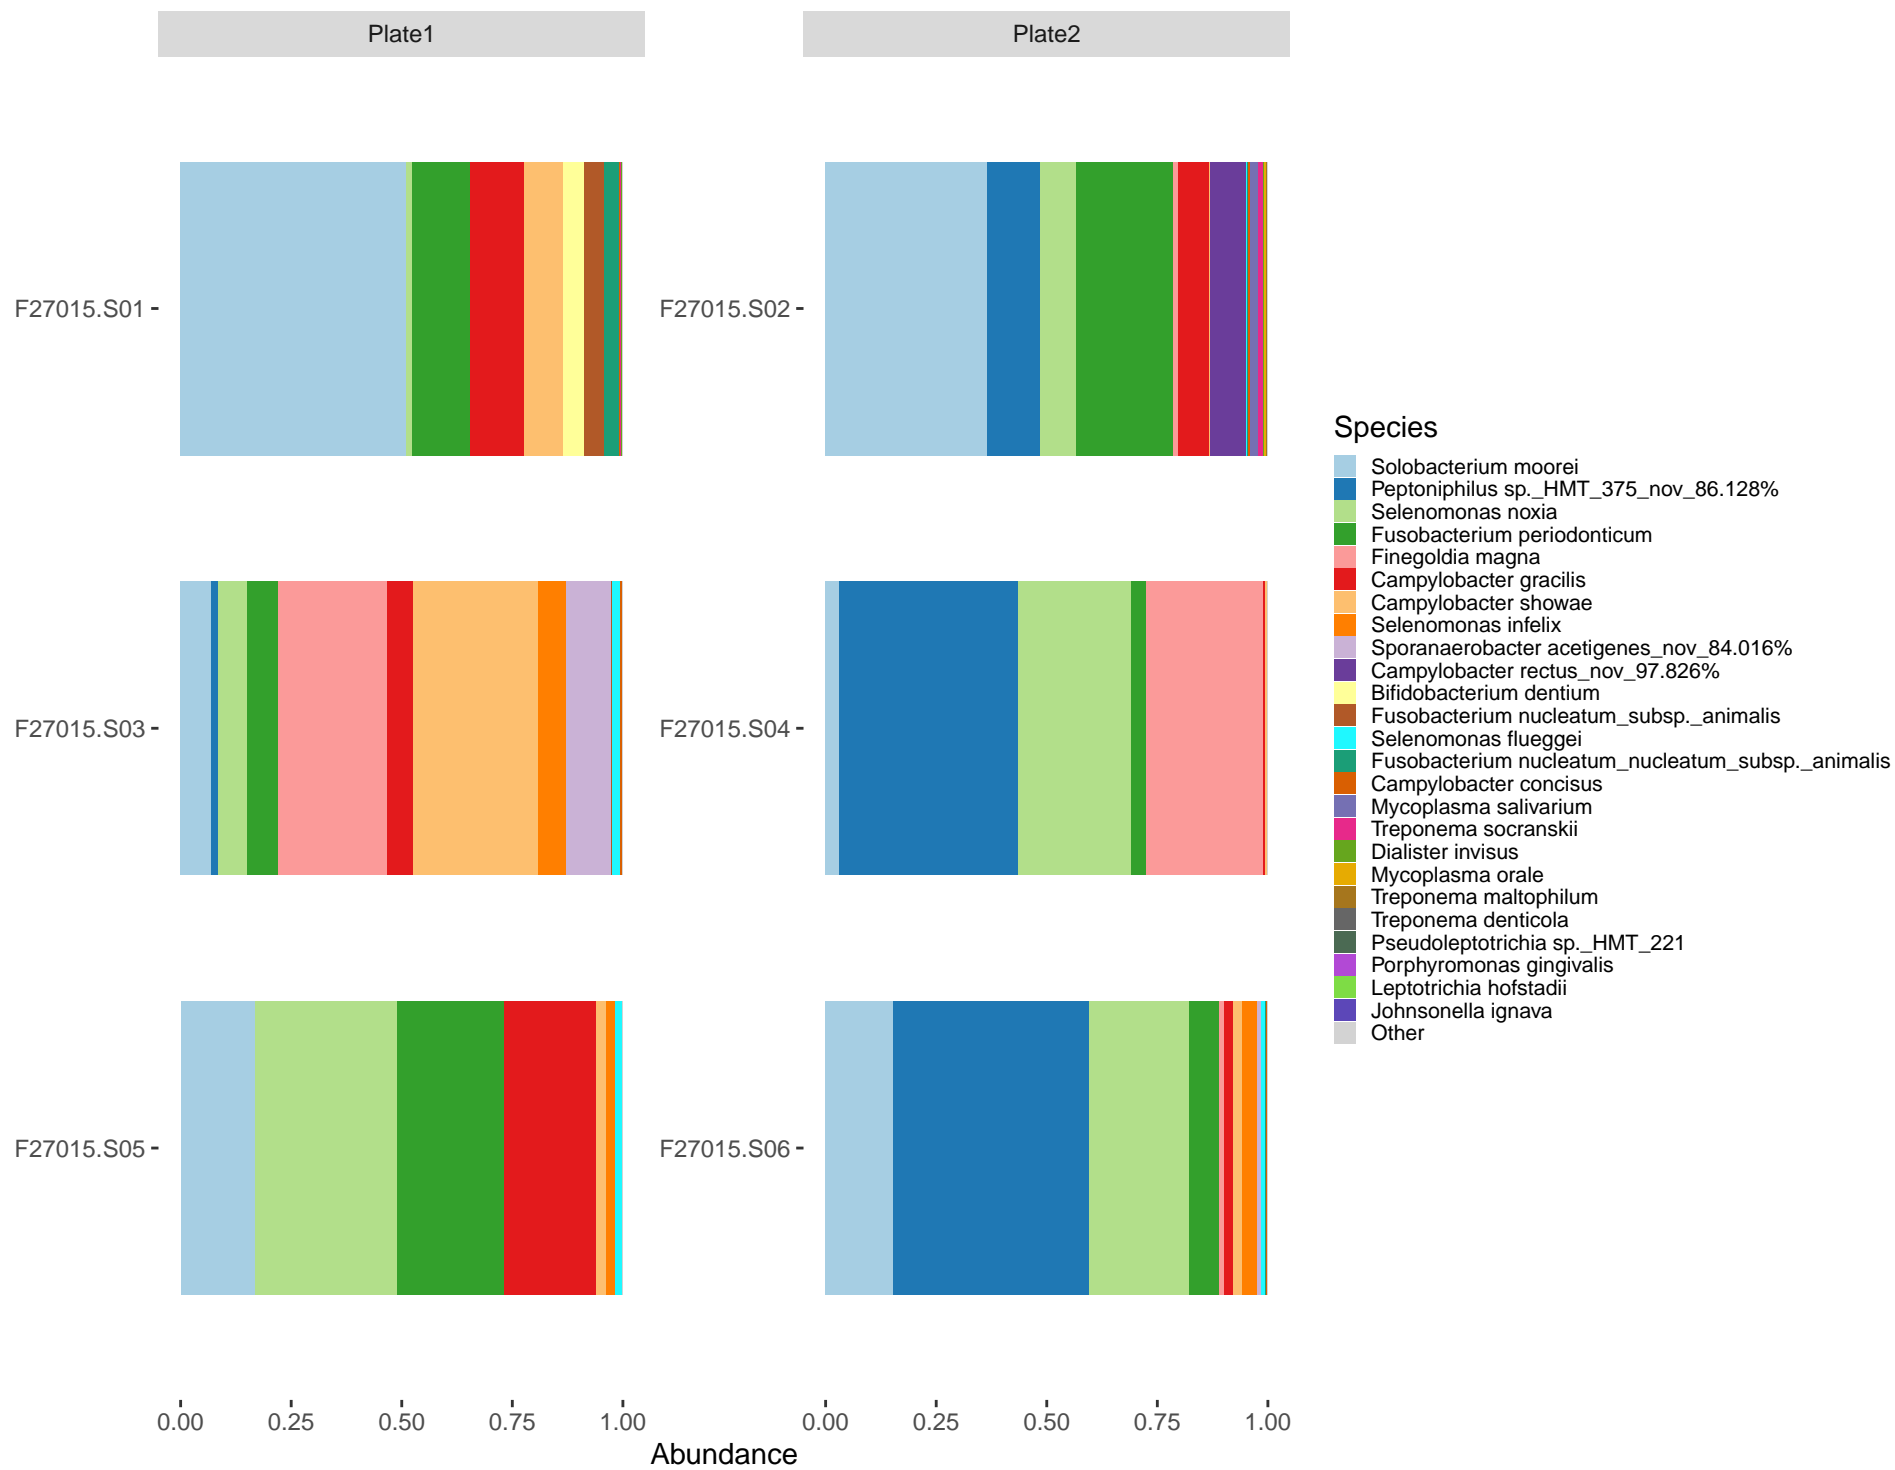 Plate1
Plate2
F27015.S01
F27015.S02
F27015.S03
F27015.S04
F27015.S05
F27015.S06
0.00 0.25 0.50 0.75 1.00
0.00 0.25 0.50 0.75 1.00
Abundance
Species
Solobacterium moorei
Peptoniphilus sp._HMT_375_nov_86.128%
Selenomonas noxia
Fusobacterium periodonticum
Finegoldia magna
Campylobacter gracilis
Campylobacter showae
Selenomonas infelix
Sporanaerobacter acetigenes_nov_84.016%
Campylobacter rectus_nov_97.826%
Bifidobacterium dentium
Fusobacterium nucleatum_subsp._animalis
Selenomonas flueggei
Fusobacterium nucleatum_nucleatum_subsp._animalis
Campylobacter concisus
Mycoplasma salivarium
Treponema socranskii
Dialister invisus
Mycoplasma orale
Treponema maltophilum
Treponema denticola
Pseudoleptotrichia sp._HMT_221
Porphyromonas gingivalis
Leptotrichia hofstadii
Johnsonella ignava
Other